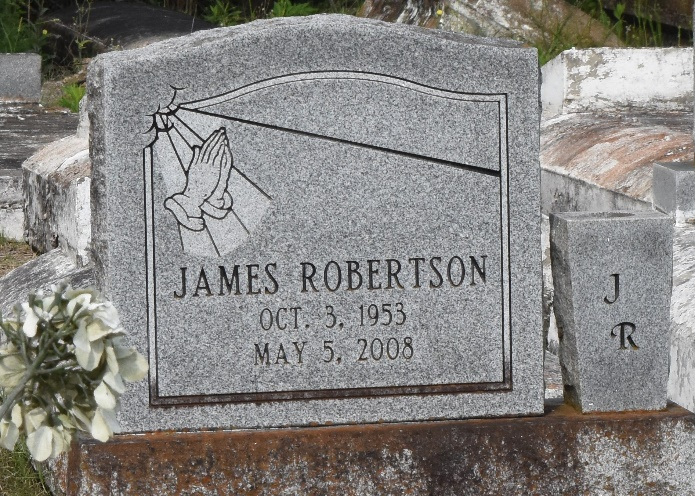 JAMES ROBERTSON
OCT. 3, 1953
MAY 5, 2008
J
R